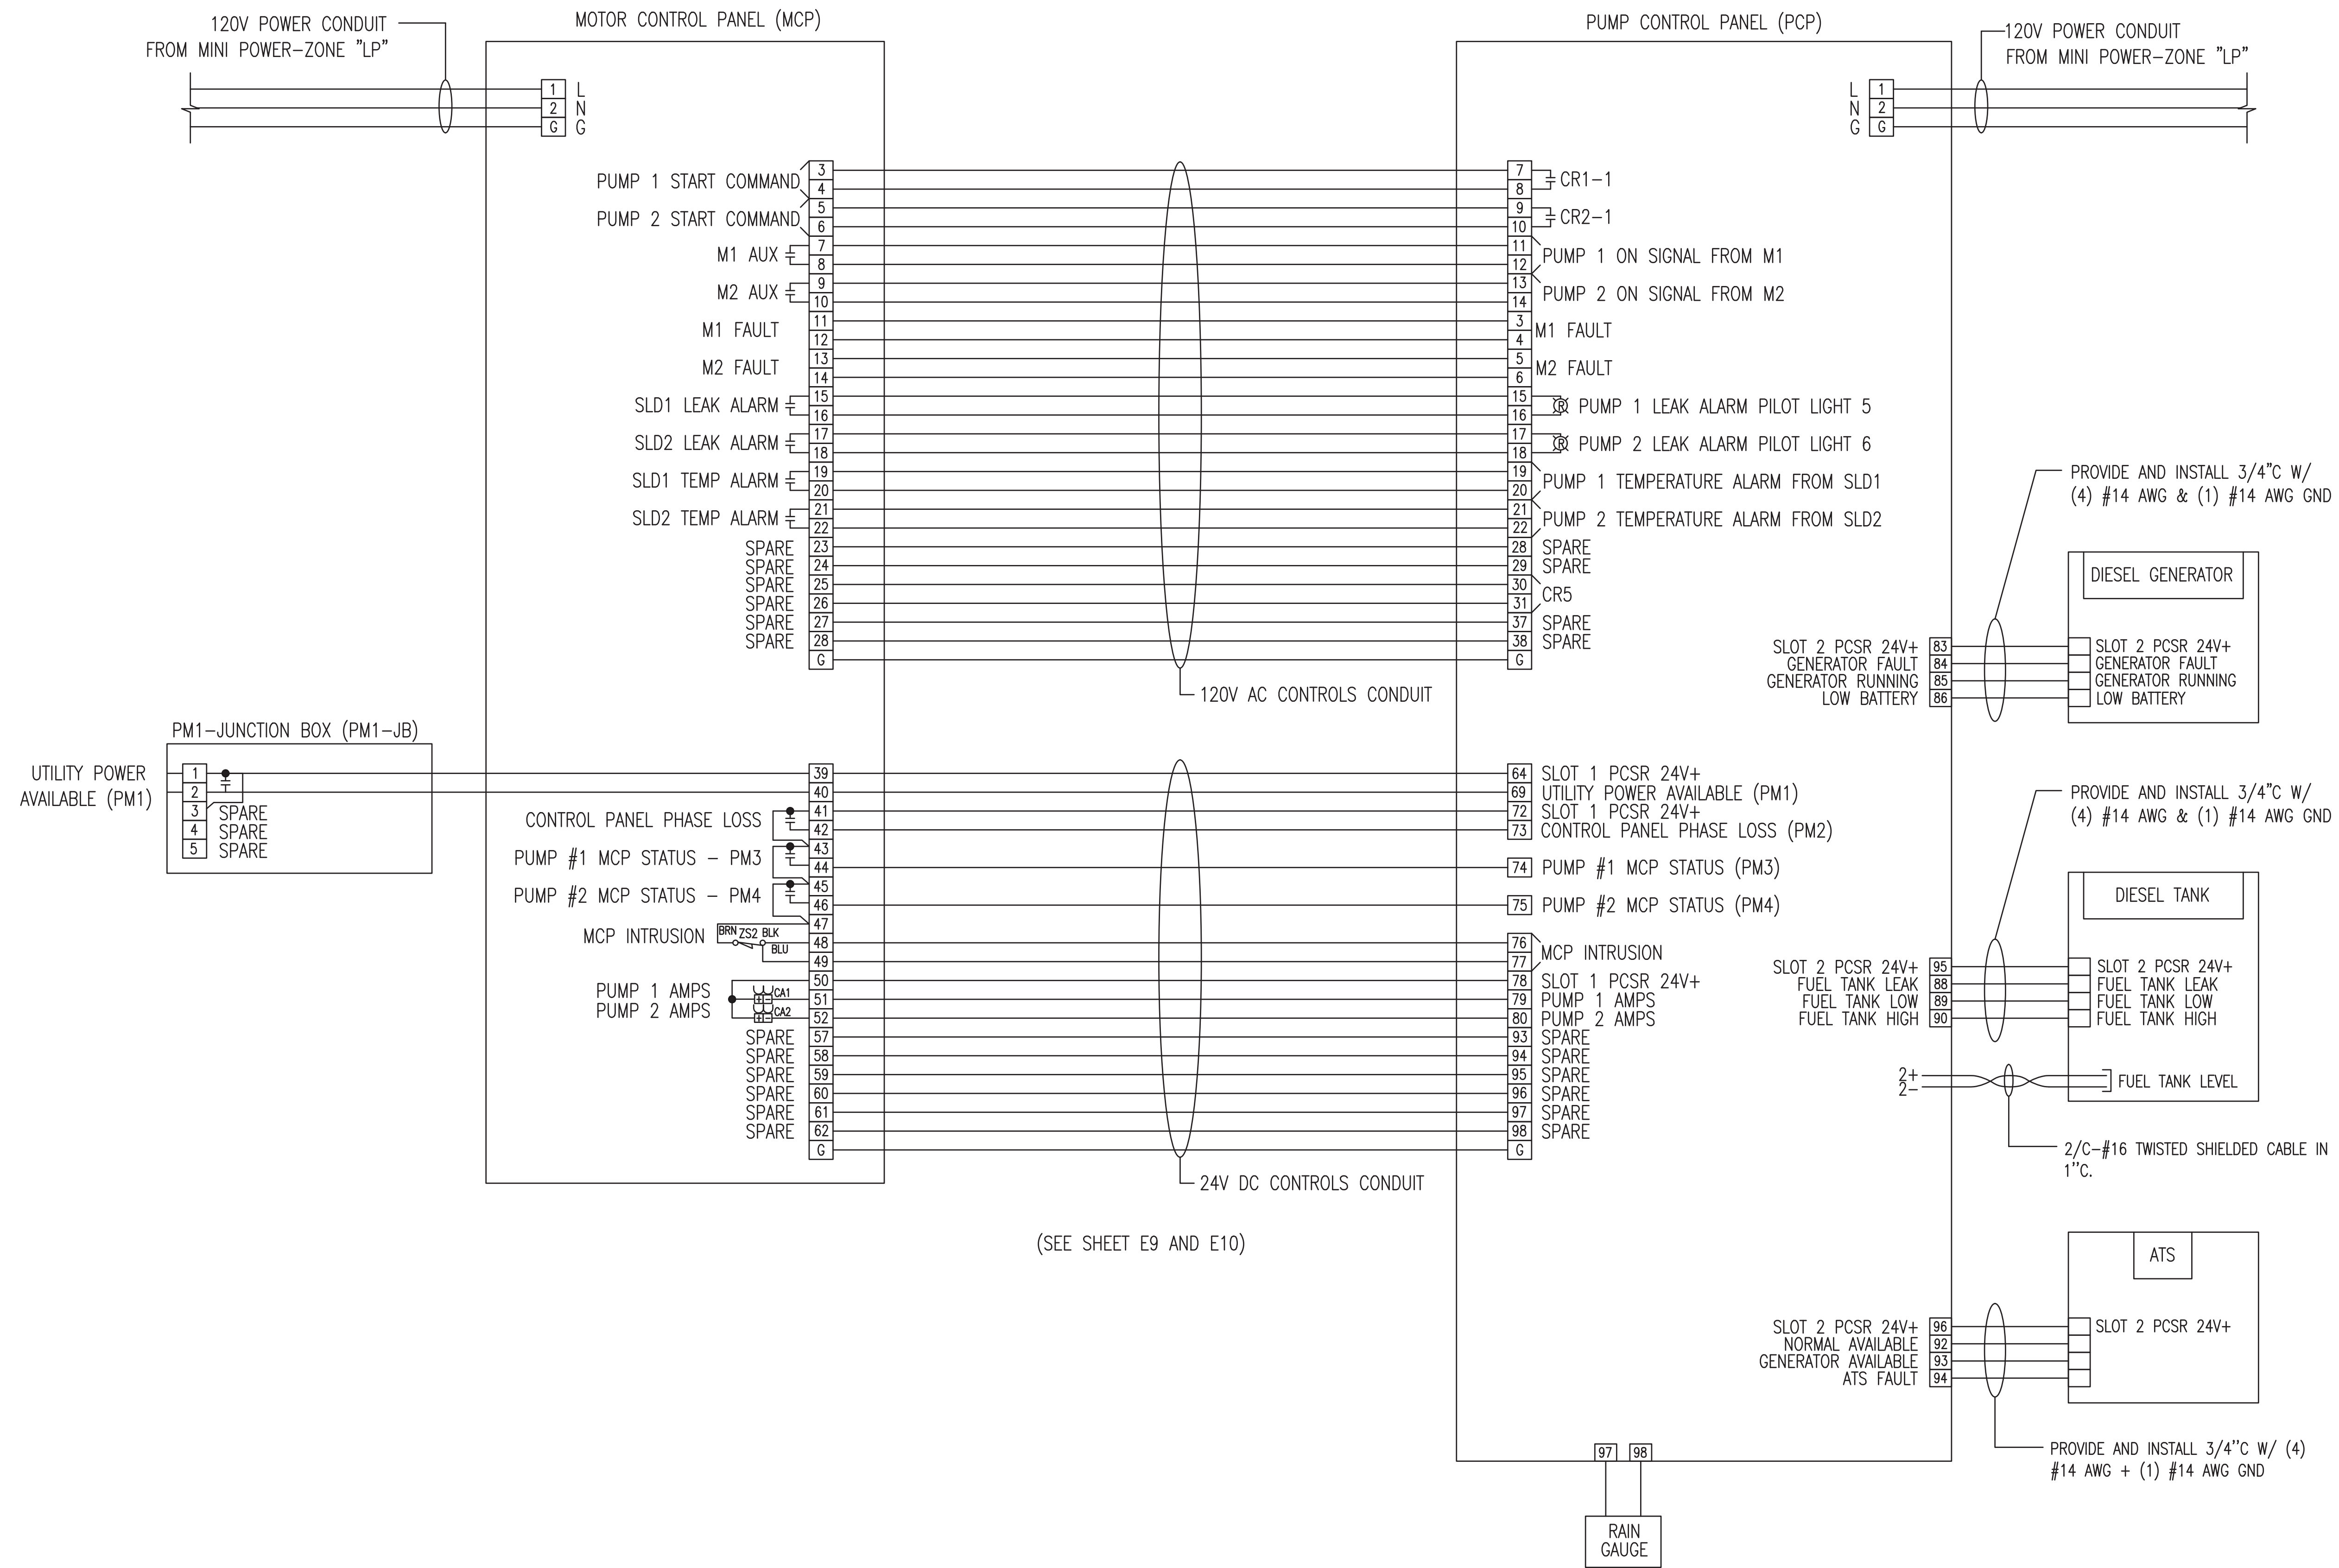 120V POWER CONDUIT
FROM MINI POWER-ZONE "LP"
MOTOR CONTROL PANEL (MCP)
1 L
2 N
G G
PUMP CONTROL PANEL (PCP)
120V POWER CONDUIT
FROM MINI POWER-ZONE "LP"
L 1
N 2
G G
PUMP 1 START COMMAND
3
4
PUMP 2 START COMMAND
5
6
M1 AUX
7
8
M2 AUX
9
10
M1 FAULT
11
12
M2 FAULT
13
14
SLD1 LEAK ALARM
15
16
SLD2 LEAK ALARM
17
18
SLD1 TEMP ALARM
19
20
SLD2 TEMP ALARM
21
22
SPARE 23
SPARE 24
SPARE 25
SPARE 26
SPARE 27
SPARE 28
G
120V AC CONTROLS CONDUIT
7
8
CR1-1
9
10
CR2-1
11
12
PUMP 1 ON SIGNAL FROM M1
13
14
PUMP 2 ON SIGNAL FROM M2
3
4
M1 FAULT
5
6
M2 FAULT
15
16
R PUMP 1 LEAK ALARM PILOT LIGHT 5
17
18
R PUMP 2 LEAK ALARM PILOT LIGHT 6
19
20
PUMP 1 TEMPERATURE ALARM FROM SLD1
21
22
PUMP 2 TEMPERATURE ALARM FROM SLD2
28 SPARE
29 SPARE
30
31
CR5
37 SPARE
38 SPARE
G
PROVIDE AND INSTALL 3/4"C W/
(4) #14 AWG & (1) #14 AWG GND
DIESEL GENERATOR
SLOT 2 PCSR 24V+ 83 SLOT 2 PCSR 24V+
GENERATOR FAULT 84 GENERATOR FAULT
GENERATOR RUNNING 85 GENERATOR RUNNING
LOW BATTERY 86 LOW BATTERY
PM1-JUNCTION BOX (PM1-JB)
UTILITY POWER
AVAILABLE (PM1)
1
2
3 SPARE
4 SPARE
5 SPARE
39
40
CONTROL PANEL PHASE LOSS
41
42
PUMP #1 MCP STATUS - PM3
43
44
PUMP #2 MCP STATUS - PM4
45
46
47
MCP INTRUSION
BRN ZS2 BLK
BLU
48
49
50
PUMP 1 AMPS
+ - CA1
51
PUMP 2 AMPS
+ - CA2
52
SPARE 57
SPARE 58
SPARE 59
SPARE 60
SPARE 61
SPARE 62
G
24V DC CONTROLS CONDUIT
64 SLOT 1 PCSR 24V+
69 UTILITY POWER AVAILABLE (PM1)
72 SLOT 1 PCSR 24V+
73 CONTROL PANEL PHASE LOSS (PM2)
74 PUMP #1 MCP STATUS (PM3)
75 PUMP #2 MCP STATUS (PM4)
76
77
MCP INTRUSION
78 SLOT 1 PCSR 24V+
79 PUMP 1 AMPS
80 PUMP 2 AMPS
93 SPARE
94 SPARE
95 SPARE
96 SPARE
97 SPARE
98 SPARE
G
PROVIDE AND INSTALL 3/4"C W/
(4) #14 AWG & (1) #14 AWG GND
DIESEL TANK
SLOT 2 PCSR 24V+ 95 SLOT 2 PCSR 24V+
FUEL TANK LEAK 88 FUEL TANK LEAK
FUEL TANK LOW 89 FUEL TANK LOW
FUEL TANK HIGH 90 FUEL TANK HIGH
2+
2-
FUEL TANK LEVEL
2/C-#16 TWISTED SHIELDED CABLE IN
1''C.
(SEE SHEET E9 AND E10)
ATS
SLOT 2 PCSR 24V+ 96 SLOT 2 PCSR 24V+
NORMAL AVAILABLE 92
GENERATOR AVAILABLE 93
ATS FAULT 94
PROVIDE AND INSTALL 3/4''C W/ (4)
#14 AWG + (1) #14 AWG GND
97 98
RAIN
GAUGE